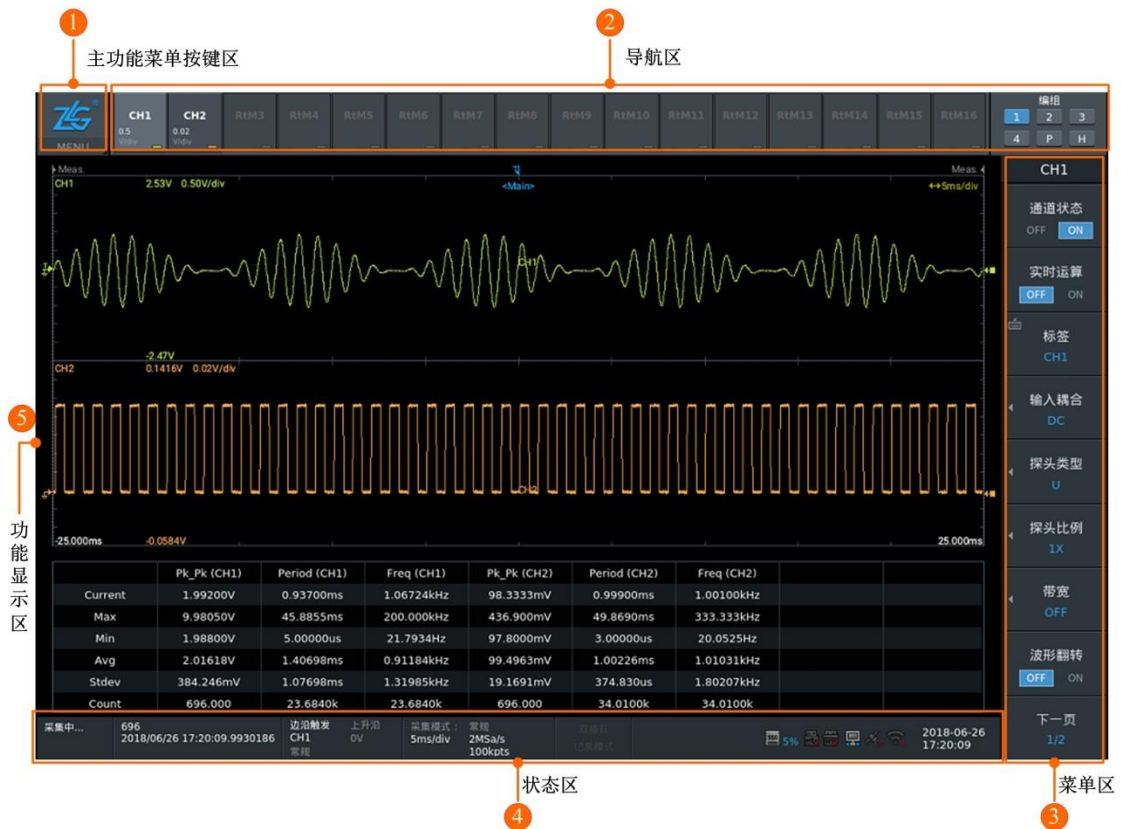 1
主功能菜单按键区
2
导航区
ZLG®
MENU
CH1
0.5
V/div
CH2
0.02
V/div
RtM3
RtM4
RtM5
RtM6
RtM7
RtM8
RtM9
RtM10
RtM11
RtM12
RtM13
RtM14
RtM15
RtM16
编组
1 2 3
4 P H
Meas.
T
Meas.
CH1 2.53V 0.50V/div <Main> ↔5ms/div
CH1
-2.47V
CH2 0.1416V 0.02V/div
CH2
-25.000ms -0.0584V 25.000ms
Pk_Pk (CH1) Period (CH1) Freq (CH1) Pk_Pk (CH2) Period (CH2) Freq (CH2)
Current 1.99200V 0.93700ms 1.06724kHz 98.3333mV 0.99900ms 1.00100kHz
Max 9.98050V 45.8855ms 200.000kHz 436.900mV 49.8690ms 333.333kHz
Min 1.98800V 5.00000us 21.7934Hz 97.8000mV 3.00000us 20.0525Hz
Avg 2.01618V 1.40698ms 0.91184kHz 99.4963mV 1.00226ms 1.01031kHz
Stdev 384.246mV 1.07698ms 1.31985kHz 19.1691mV 374.830us 1.80207kHz
Count 696.000 23.6840k 23.6840k 696.000 34.0100k 34.0100k
CH1
通道状态
OFF ON
实时运算
OFF ON
标签
CH1
输入耦合
DC
探头类型
U
探头比例
1X
带宽
OFF
波形翻转
OFF ON
下一页
1/2
采集中...
696
2018/06/26 17:20:09.9930186
边沿触发 上升沿
CH1 0V
常规
采集模式: 常规
5ms/div 2MSa/s
100kpts
记录模式
5%
2018-06-26
17:20:09
5
功能显示区
状态区
4
菜单区
3